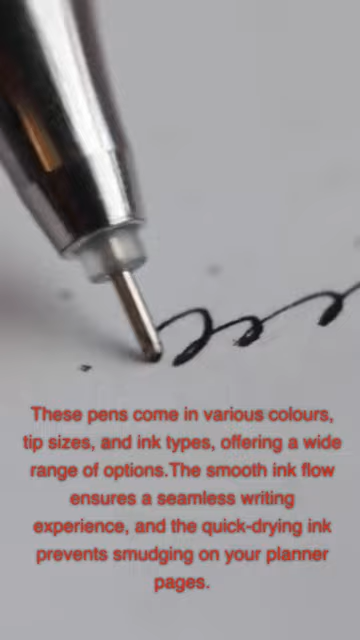 These pens come in various colours,
tip sizes, and ink types, offering a wide
range of options.The smooth ink flow
ensures a seamless writing
experience, and the quick-drying ink
prevents smudging on your planner
pages.